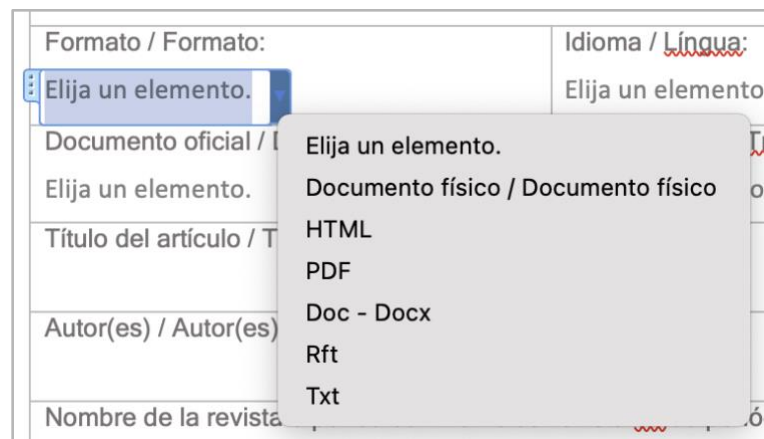 Formato / Formato:
Idioma / Língua:
Elija un elemento.
Elija un elemento
Documento oficial /
Elija un elemento.
Título del artículo / T
Autor(es) / Autor(es)
Nombre de la revista
Elija un elemento.
Documento físico / Documento físico
HTML
PDF
Doc - Docx
Rft
Txt